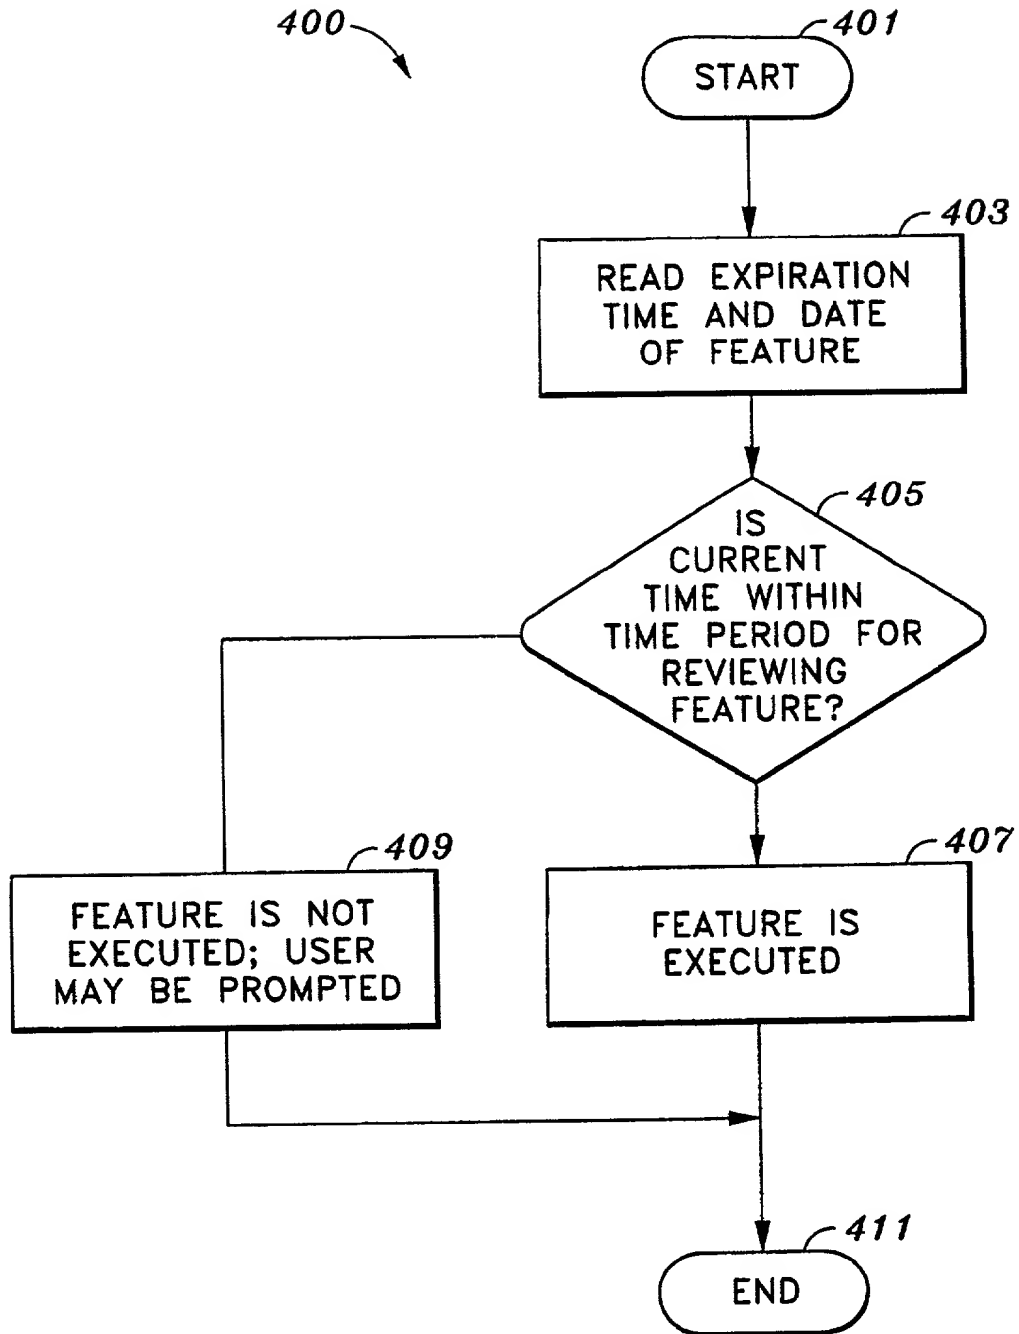 400
401
START
403
READ EXPIRATION
TIME AND DATE
OF FEATURE
405
IS
CURRENT
TIME WITHIN
TIME PERIOD FOR
REVIEWING
FEATURE?
409
FEATURE IS NOT
EXECUTED; USER
MAY BE PROMPTED
407
FEATURE IS
EXECUTED
411
END